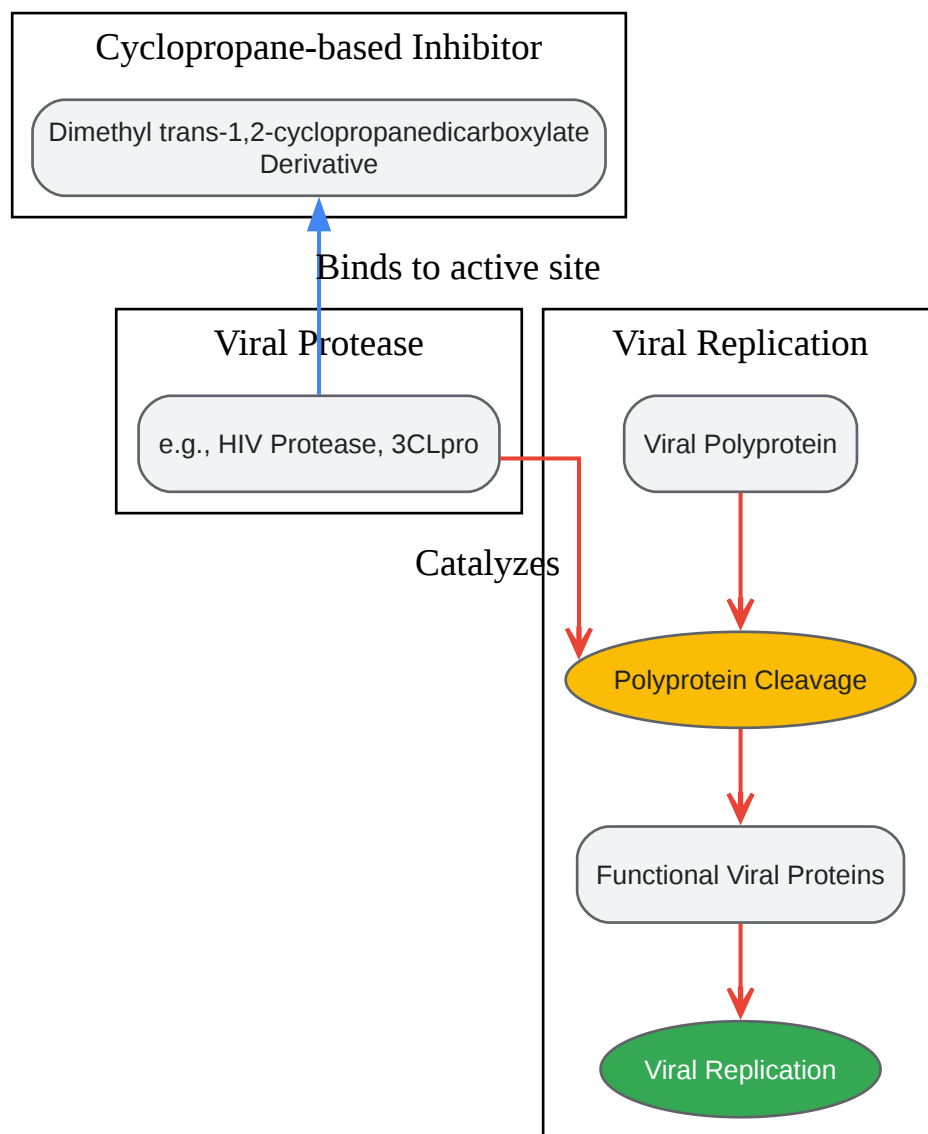 Cyclopropane-based Inhibitor
Dimethyl trans-1,2-cyclopropanedicarboxylate
Derivative
Binds to active site
Viral Protease
e.g., HIV Protease, 3CLpro
Catalyzes
Viral Replication
Viral Polyprotein
Polyprotein Cleavage
Functional Viral Proteins
Viral Replication